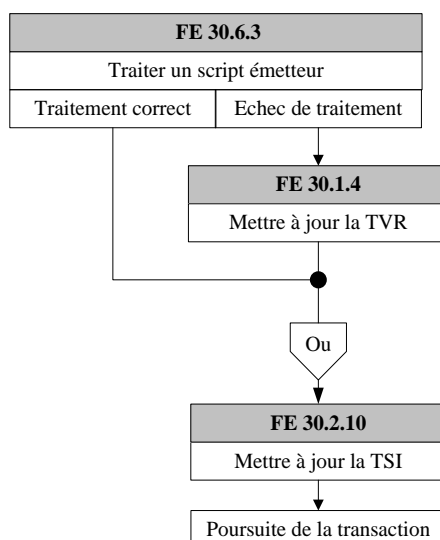 FE 30.6.3
Traiter un script émetteur
Traitement correct
Echec de traitement
FE 30.1.4
Mettre à jour la TVR
Ou
FE 30.2.10
Mettre à jour la TSI
Poursuite de la transaction